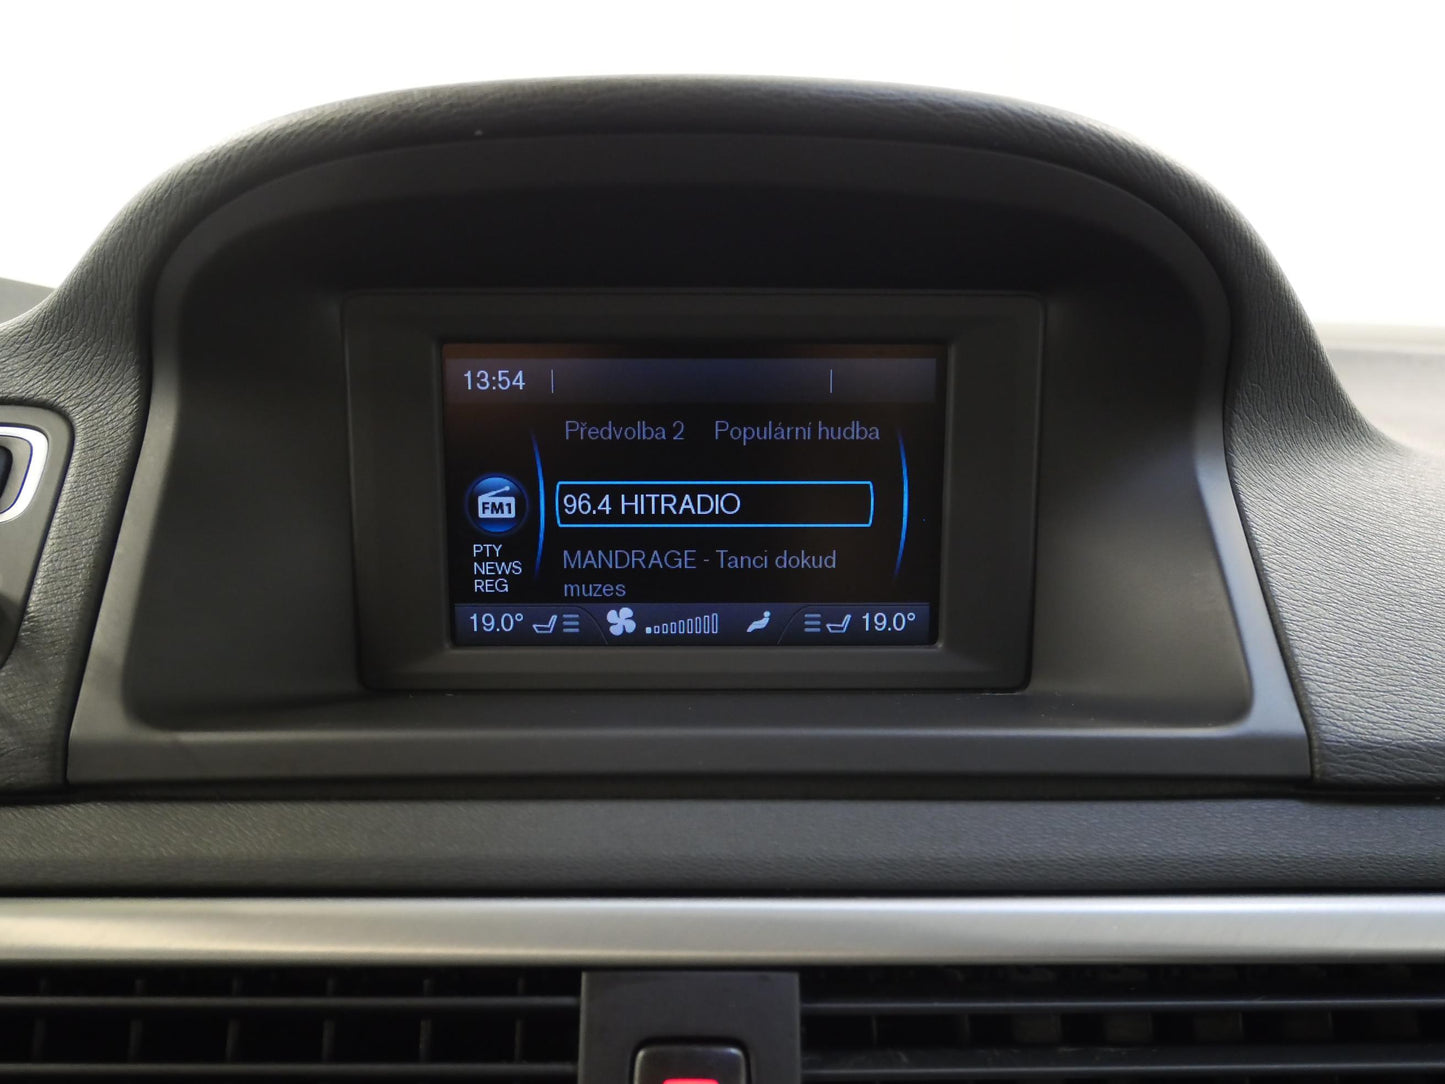 13:54
Předvolba 2 Populární hudba
FM1
96.4 HITRADIO
PTY
NEWS
REG
MANDRAGE - Tanci dokud
muzes
19.0° 19.0°